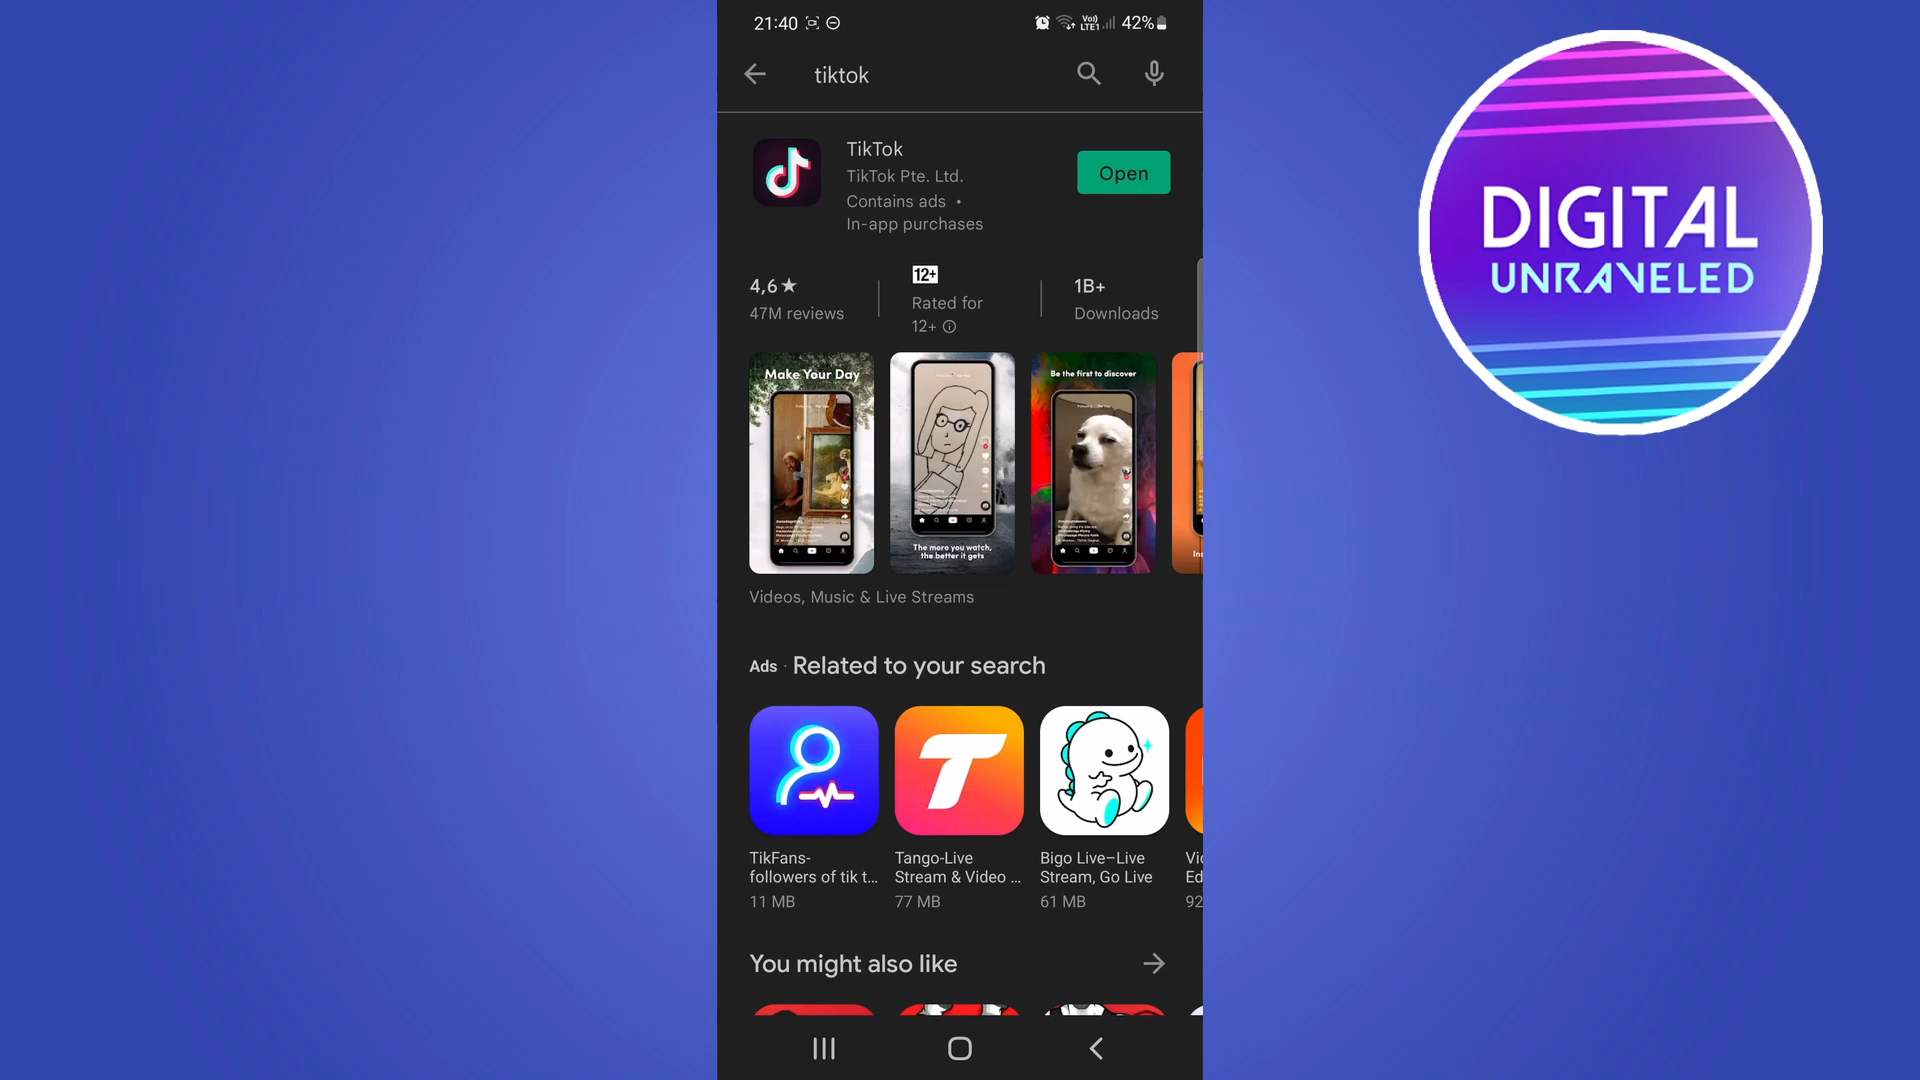 21:40
Vo)) LTE1 42%
tiktok
TikTok
TikTok Pte. Ltd.
Contains ads •
In-app purchases
Open
4,6★
47M reviews
12+
Rated for
12+
1B+
Downloads
Make Your Day
The more you watch,
the better it gets
Be the first to discover
Videos, Music & Live Streams
Ads · Related to your search
TikFans-
followers of tik t...
11 MB
Tango-Live
Stream & Video ...
77 MB
Bigo Live–Live
Stream, Go Live
61 MB
92
You might also like
DIGITAL
UNRAVELED